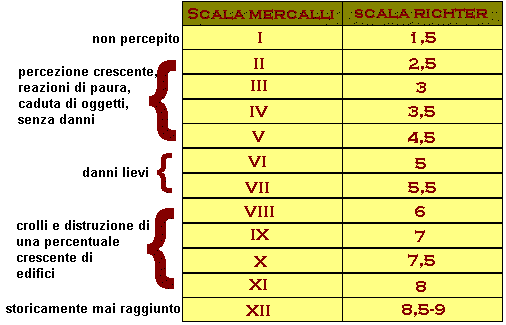 SCALA MERCALLI SCALA RICHTER
non percepito I 1,5
percezione crescente, II 2,5
reazioni di paura, III 3
caduta di oggetti, IV 3,5
senza danni V 4,5
danni lievi VI 5
VII 5,5
crolli e distruzione di VIII 6
una percentuale IX 7
crescente di X 7,5
edifici XI 8
storicamente mai raggiunto XII 8,5-9